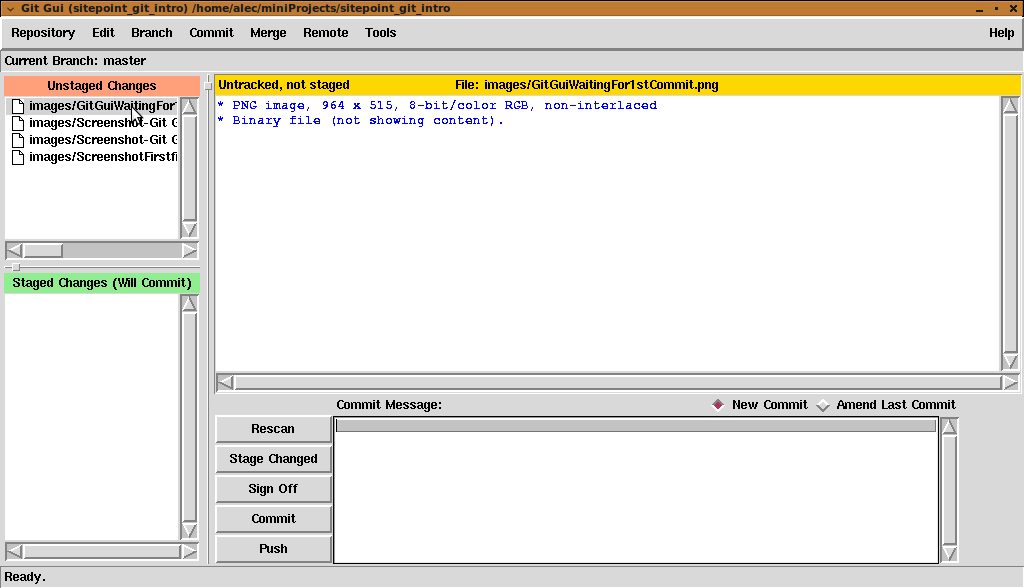 Git Gui (sitepoint_git_intro) /home/alec/miniProjects/sitepoint_git_intro
Repository Edit Branch Commit Merge Remote Tools Help
Current Branch: master
Unstaged Changes
images/GitGuiWaitingFor
images/Screenshot-Git G
images/Screenshot-Git G
images/ScreenshotFirstfi
Staged Changes (Will Commit)
Untracked, not staged File: images/GitGuiWaitingFor1stCommit.png
* PNG image, 964 x 515, 8-bit/color RGB, non-interlaced
* Binary file (not showing content).
Commit Message: New Commit Amend Last Commit
Rescan
Stage Changed
Sign Off
Commit
Push
Ready.